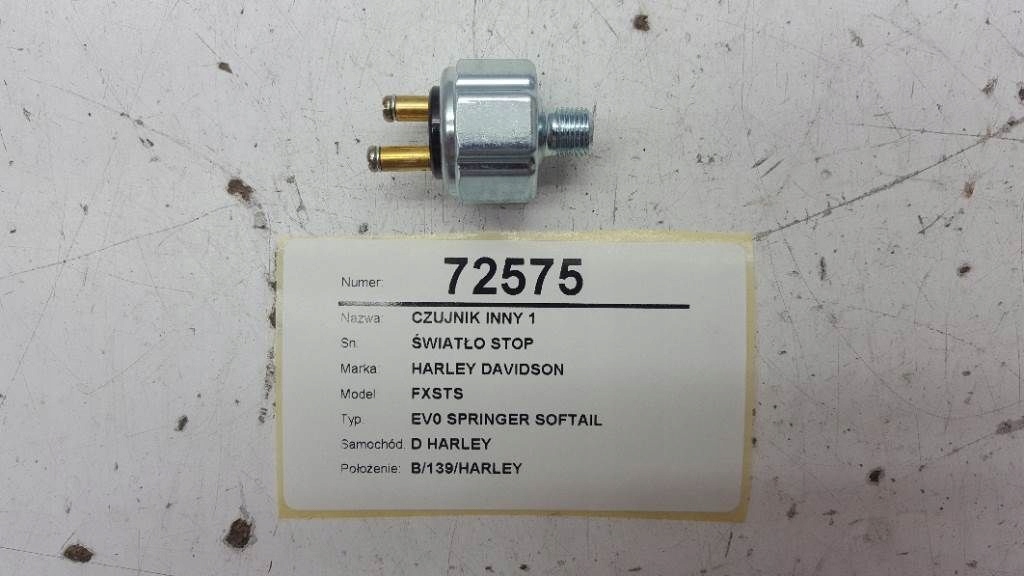 Numer: 72575
Nazwa: CZUJNIK INNY 1
Sn. ŚWIATŁO STOP
Marka: HARLEY DAVIDSON
Model FXSTS
Typ. EV0 SPRINGER SOFTAIL
Samochód: D HARLEY
Położenie: B/139/HARLEY